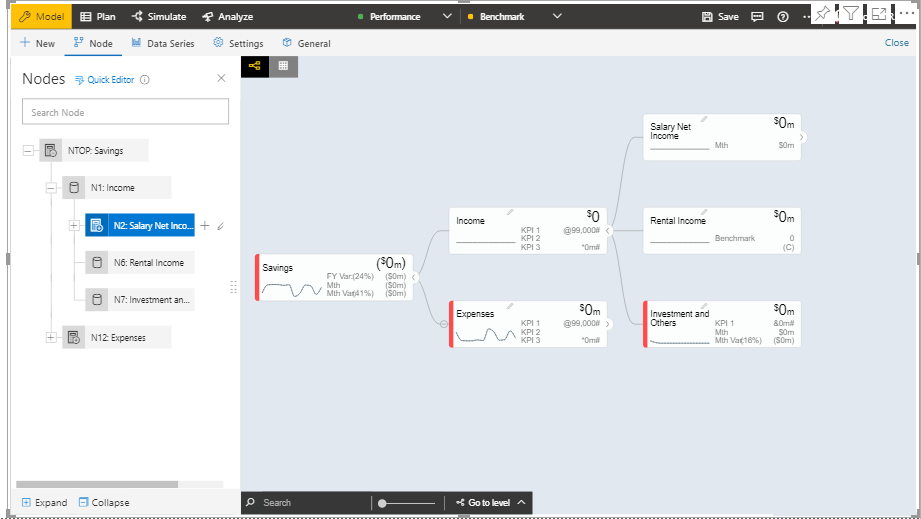 Model Plan Simulate Analyze Performance Benchmark Save
New Node Data Series Settings General Close
Nodes Quick Editor
Search Node
NTOP: Savings
N1: Income
N2: Salary Net Inco...
N6: Rental Income
N7: Investment an...
N12: Expenses
Expand Collapse
Savings ($0m)
FY Var:(24%) ($0m)
Mth ($0m)
Mth Var(41%) ($0m)
Income $0
KPI 1 @99,000#
KPI 2
KPI 3 *0m#
Expenses $0m
KPI 1 @99,000#
KPI 2
KPI 3 *0m#
Salary Net
Income
$0m
Mth $0m
Rental Income $0m
Benchmark 0
(C)
Investment and
Others
$0m
KPI 1 &0m#
Mth $0m
Mth Var(16%) ($0m)
Search Go to level